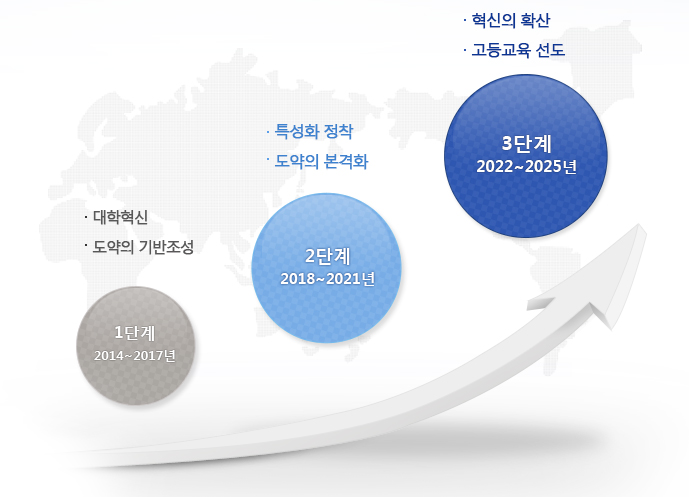 · 혁신의 확산
· 고등교육 선도
3단계
2022~2025년
· 특성화 정착
· 도약의 본격화
2단계
2018~2021년
· 대학혁신
· 도약의 기반조성
1단계
2014~2017년